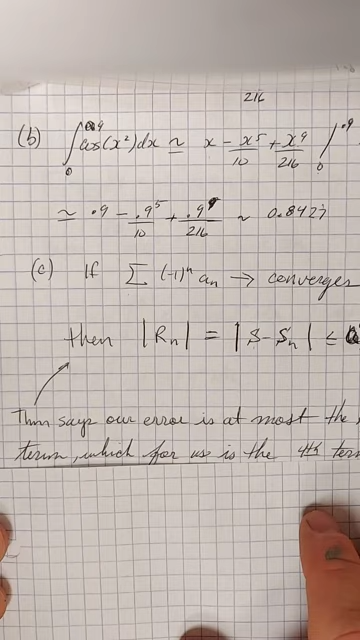 216
(b) ∫₀^.9 cos(x²)dx ≃ x - x⁵/10 + x⁹/216 /₀^.9
≃ .9 - .9⁵/10 + .9⁹/216 ~ 0.8427
(c) If Σ (-1)ⁿ aₙ → converges
then |Rₙ| = |S - Sₙ| ≤
Thm says our error is at most the
term, which for us is the 4th term